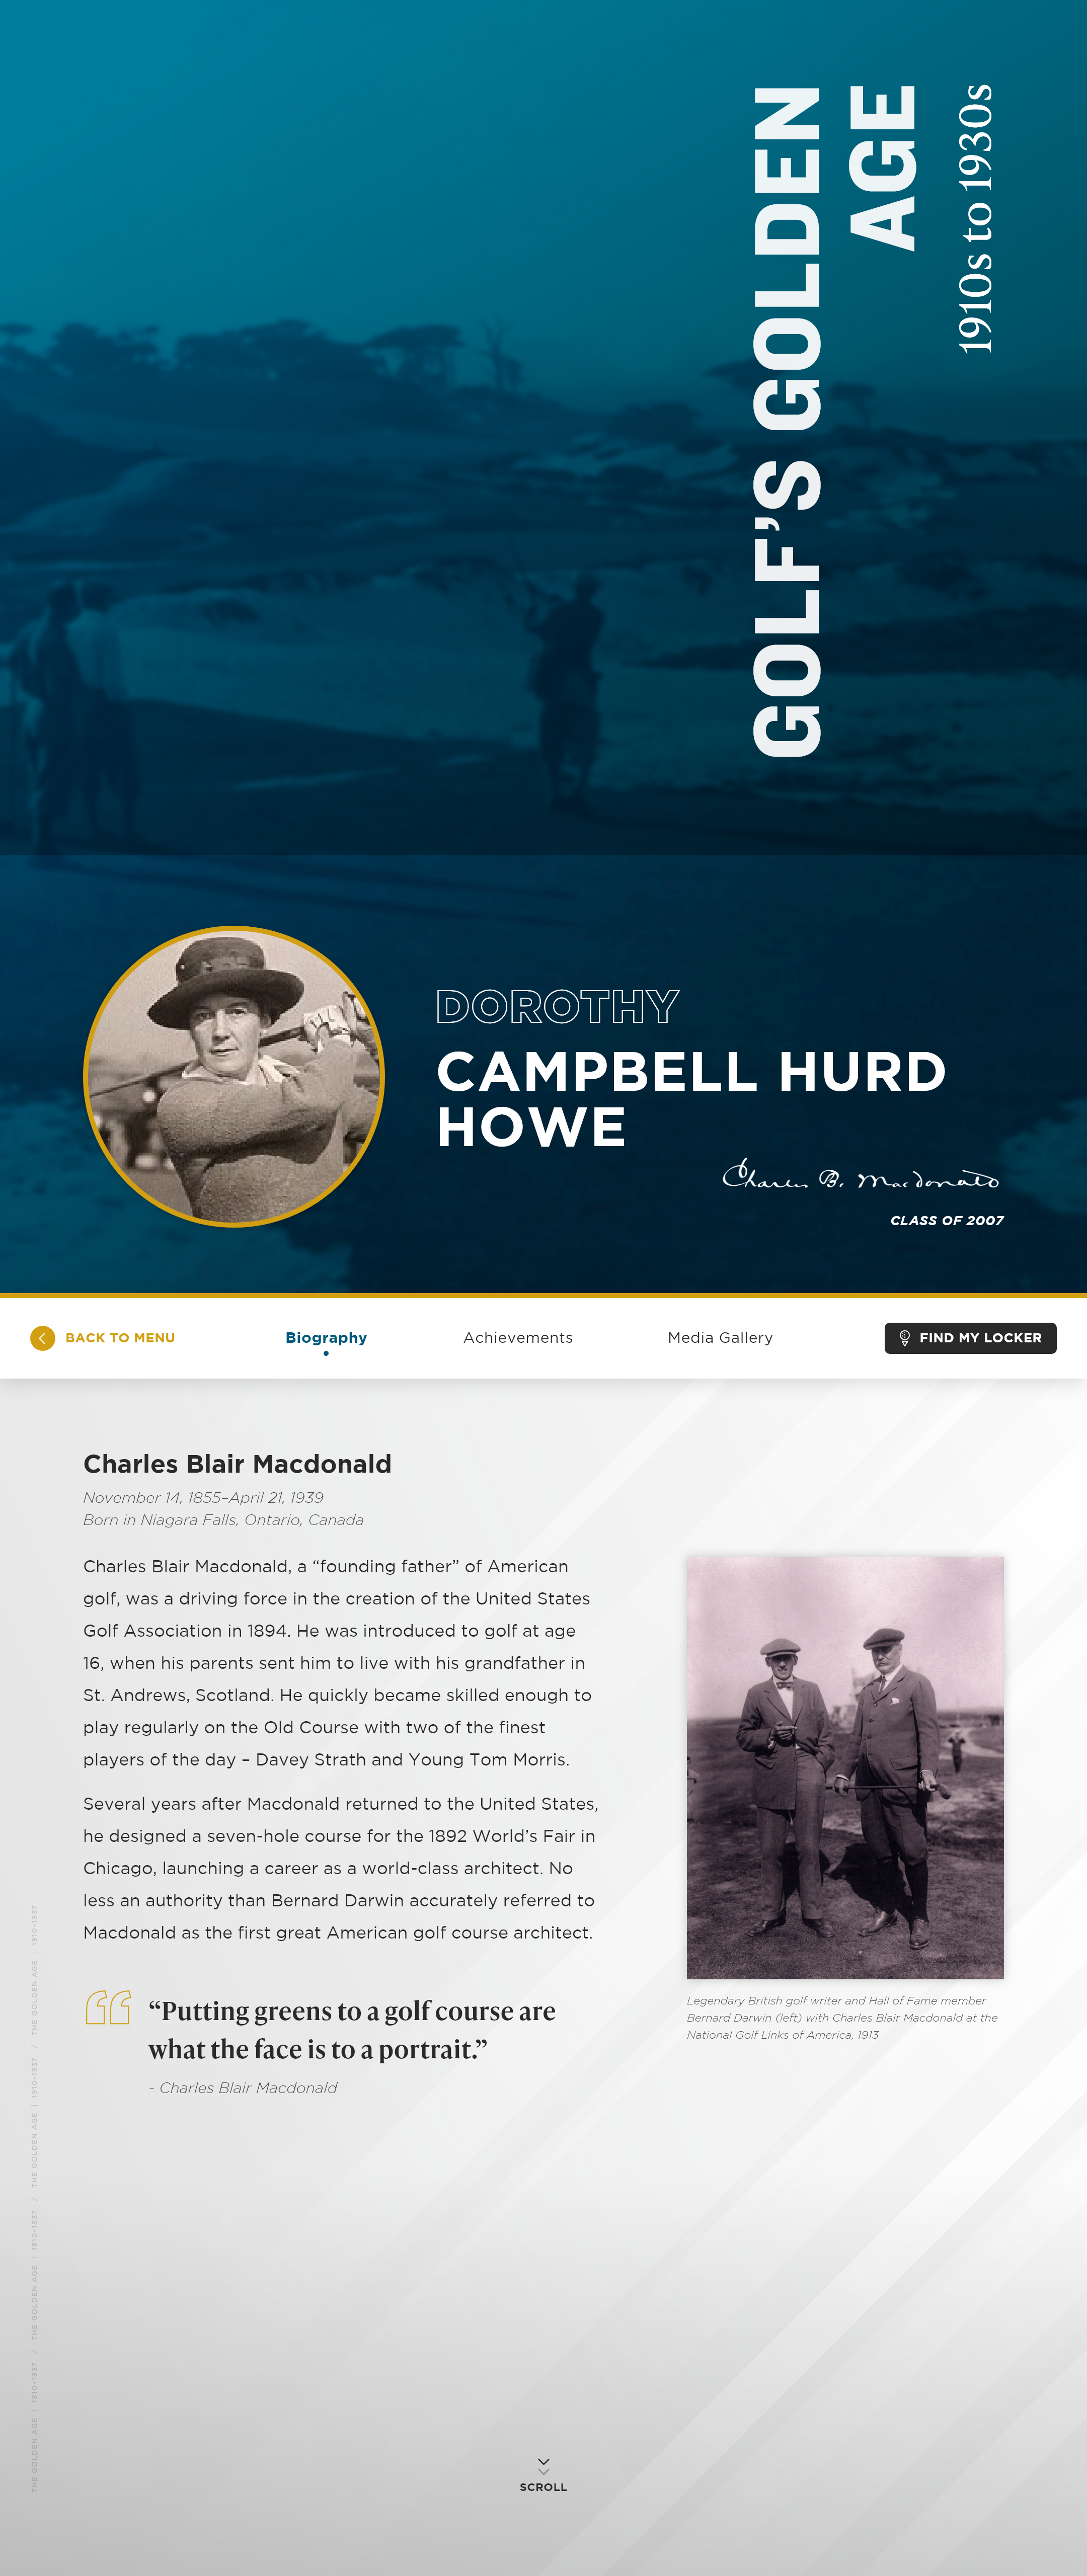 GOLF’S GOLDEN
AGE
1910s to 1930s
DOROTHY
CAMPBELL HURD
HOWE
Charles B. Macdonald
CLASS OF 2007
BACK TO MENU
Biography
Achievements
Media Gallery
FIND MY LOCKER
Charles Blair Macdonald
November 14, 1855–April 21, 1939
Born in Niagara Falls, Ontario, Canada
Charles Blair Macdonald, a “founding father” of American
golf, was a driving force in the creation of the United States
Golf Association in 1894. He was introduced to golf at age
16, when his parents sent him to live with his grandfather in
St. Andrews, Scotland. He quickly became skilled enough to
play regularly on the Old Course with two of the finest
players of the day – Davey Strath and Young Tom Morris.
Several years after Macdonald returned to the United States,
he designed a seven-hole course for the 1892 World’s Fair in
Chicago, launching a career as a world-class architect. No
less an authority than Bernard Darwin accurately referred to
Macdonald as the first great American golf course architect.
“Putting greens to a golf course are
what the face is to a portrait.”
- Charles Blair Macdonald
Legendary British golf writer and Hall of Fame member
Bernard Darwin (left) with Charles Blair Macdonald at the
National Golf Links of America, 1913
THE GOLDEN AGE | 1910–1937 / THE GOLDEN AGE | 1910–1937 / THE GOLDEN AGE | 1910–1937 / THE GOLDEN AGE | 1910–1937
SCROLL